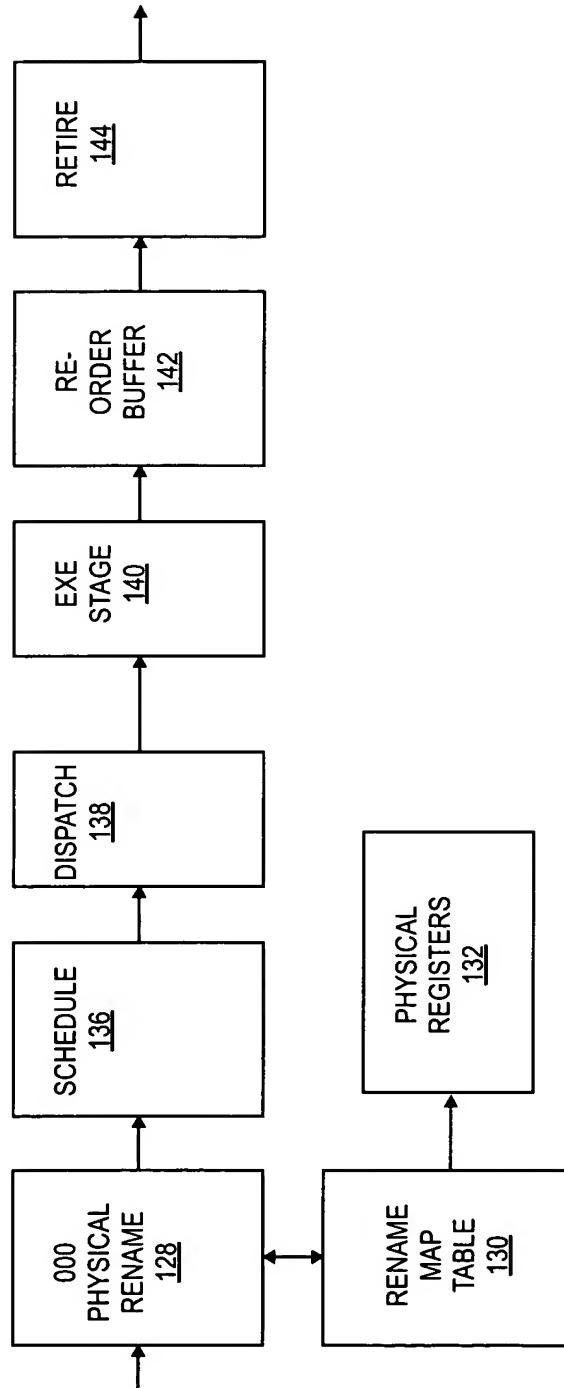 000
PHYSICAL
RENAME
128
SCHEDULE
136
DISPATCH
138
EXE
STAGE
140
RE-
ORDER
BUFFER
142
RETIRE
144
RENAME
MAP
TABLE
130
PHYSICAL
REGISTERS
132